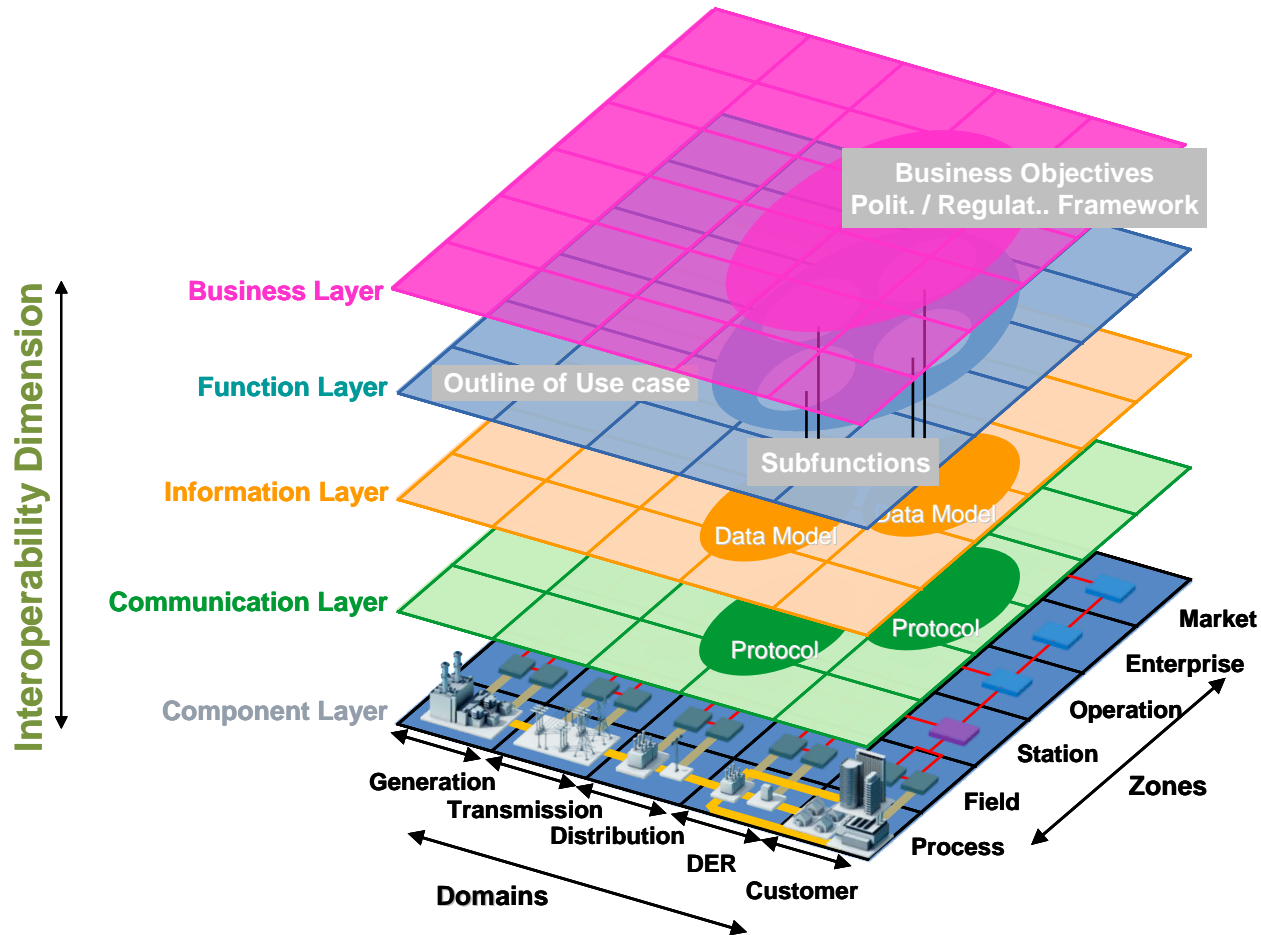 Business Objectives
Polit. / Regulat.. Framework
Interoperability Dimension
Business Layer
Function Layer
Outline of Use case
Subfunctions
Information Layer
Data Model
Data Model
Communication Layer
Protocol
Protocol
Component Layer
Market
Enterprise
Operation
Station
Field
Process
Zones
Generation
Transmission
Distribution
DER
Customer
Domains